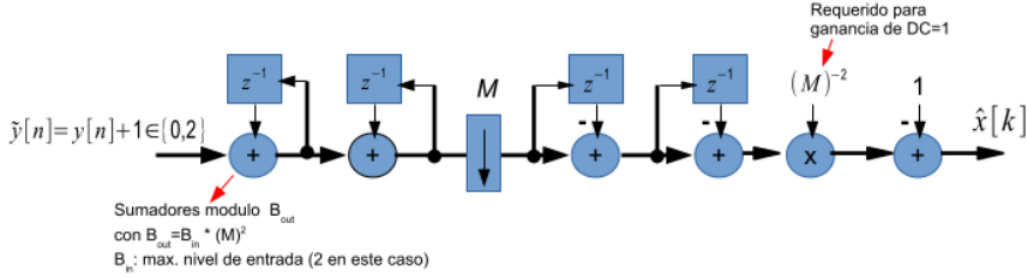 Requerido para
ganancia de DC=1
z⁻¹
z⁻¹
M
z⁻¹
z⁻¹
(M)⁻²
1
ỹ[n]=y[n]+1∈{0,2}
-
-
-
x̂[k]
+
+
+
+
x
+
Sumadores modulo B_out
con B_out=B_in * (M)²
B_in: max. nivel de entrada (2 en este caso)